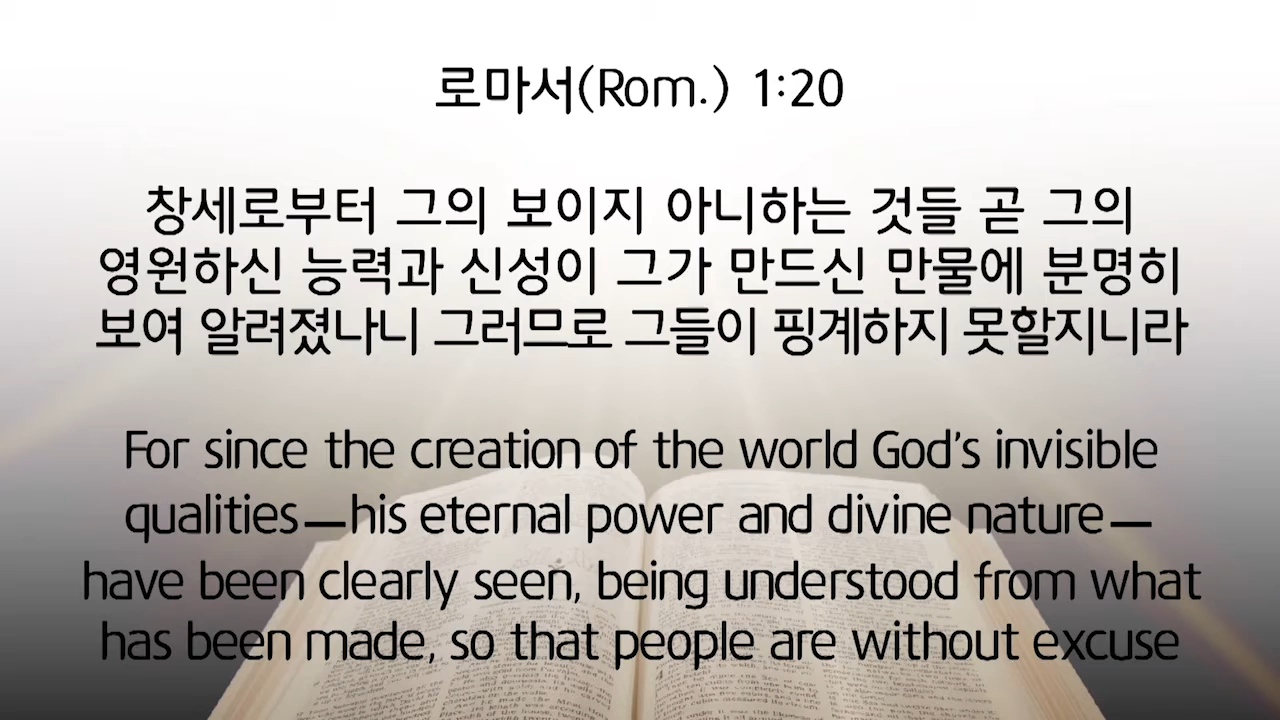 로마서(Rom.) 1:20
창세로부터 그의 보이지 아니하는 것들 곧 그의
영원하신 능력과 신성이 그가 만드신 만물에 분명히
보여 알려졌나니 그러므로 그들이 핑계하지 못할지니라
For since the creation of the world God's invisible
qualities—his eternal power and divine nature—
have been clearly seen, being understood from what
has been made, so that people are without excuse